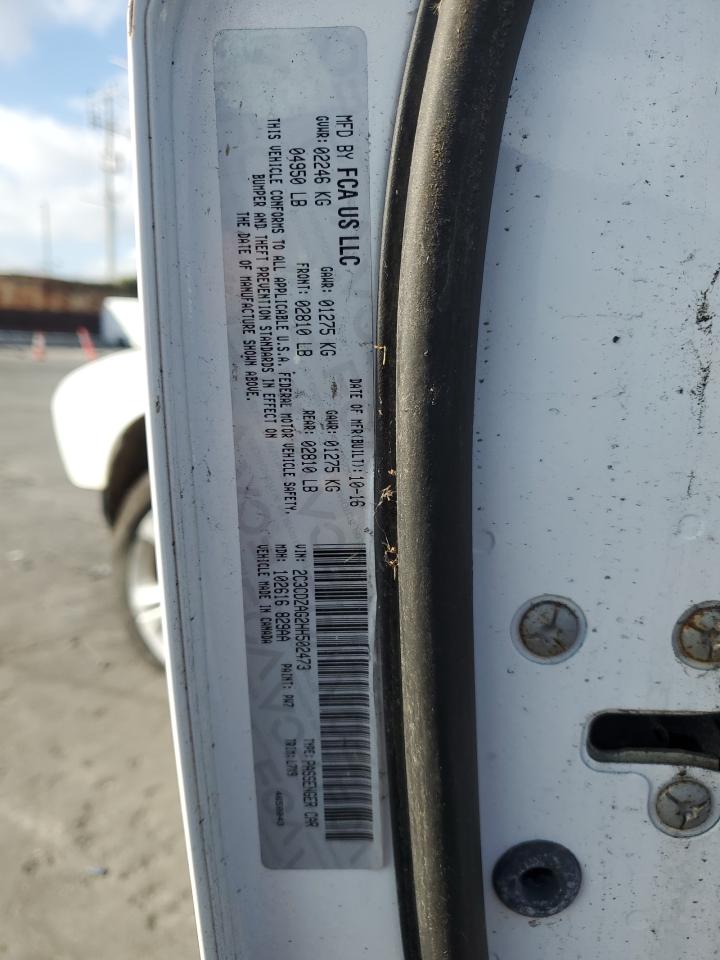 MFD BY FCA US LLC
DATE OF MFR(BUILT): 10-16
GVWR: 02246 KG GAWR: 01275 KG GAWR: 01275 KG
04950 LB FRONT: 02810 LB REAR: 02810 LB
THIS VEHICLE CONFORMS TO ALL APPLICABLE U.S.A. FEDERAL MOTOR VEHICLE SAFETY,
BUMPER AND THEFT PREVENTION STANDARDS IN EFFECT ON
THE DATE OF MANUFACTURE SHOWN ABOVE.
VIN: 2C3CDZAG2HH502473 TYPE: PASSENGER CAR
MDH: 102616 829AA PAINT: PW7 TRIM: L7X9
VEHICLE MADE IN CANADA